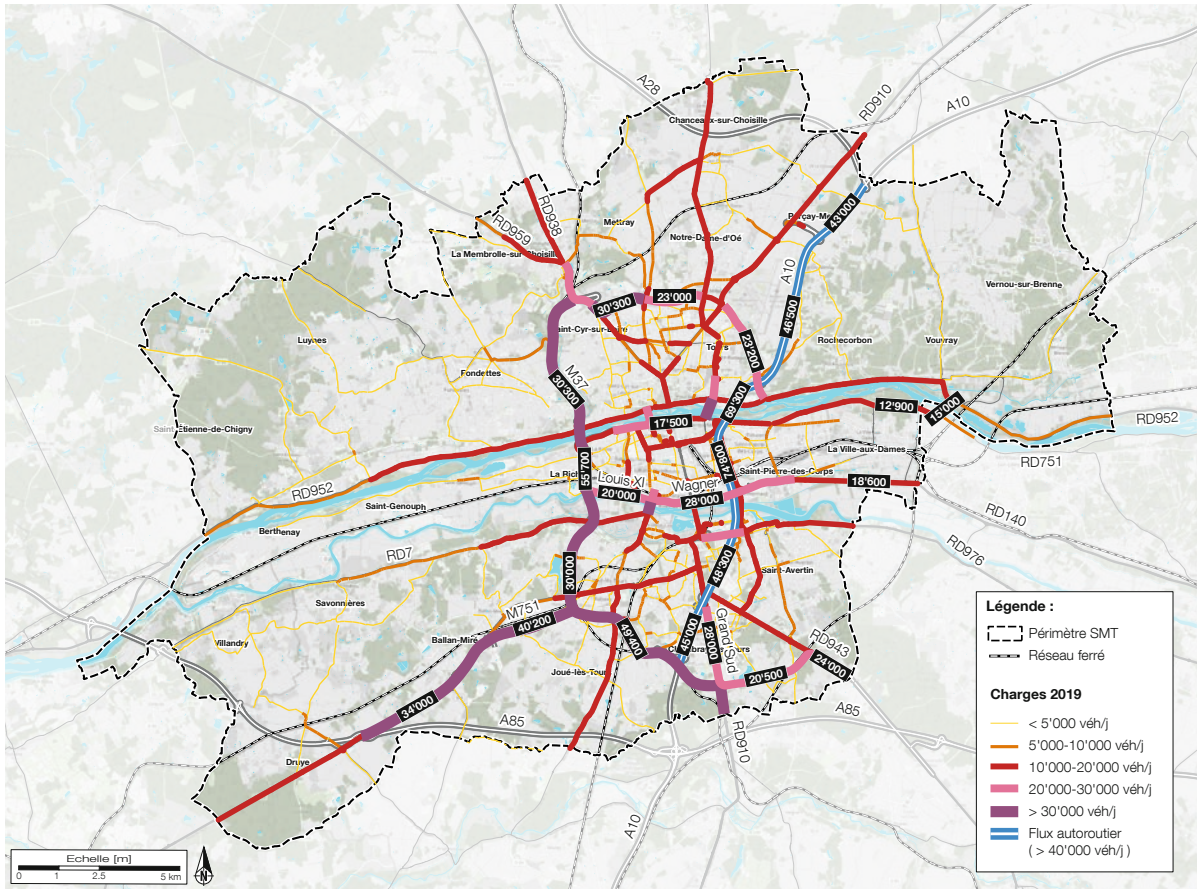 A28
RD910
A10
Chanceaux-sur-Choisille
RD938
RD959
Mettray
La Membrolle-sur-Choisille
Notre-Dame-d'Oé
43'000
A10
Vernou-sur-Brenne
30'300
23'000
46'500
Saint-Cyr-sur-Loire
Luynes
Tours
23'200
Rochecorbon
Vouvray
Fondettes
M37
30'300
69'300
12'900
15'000
17'500
RD952
Saint-Etienne-de-Chigny
74'800
RD751
La Ville-aux-Dames
55'700
La Riche
Louis XI
Wagner
Saint-Pierre-des-Corps
18'600
RD952
20'000
28'000
Saint-Genouph
Berthenay
RD140
RD7
RD976
30'000
48'300
Saint-Avertin
Savonnières
M751
40'200
49'400
45'000
28'000
Grand Sud
RD943
24'000
Villandry
Ballan-Miré
Joué-lès-Tours
20'500
34'000
A85
A85
RD910
Druye
A10
Légende :
Périmètre SMT
Réseau ferré
Charges 2019
< 5'000 véh/j
5'000-10'000 véh/j
10'000-20'000 véh/j
20'000-30'000 véh/j
> 30'000 véh/j
Flux autoroutier
( > 40'000 véh/j )
Echelle [m]
0 1 2.5 5 km
N